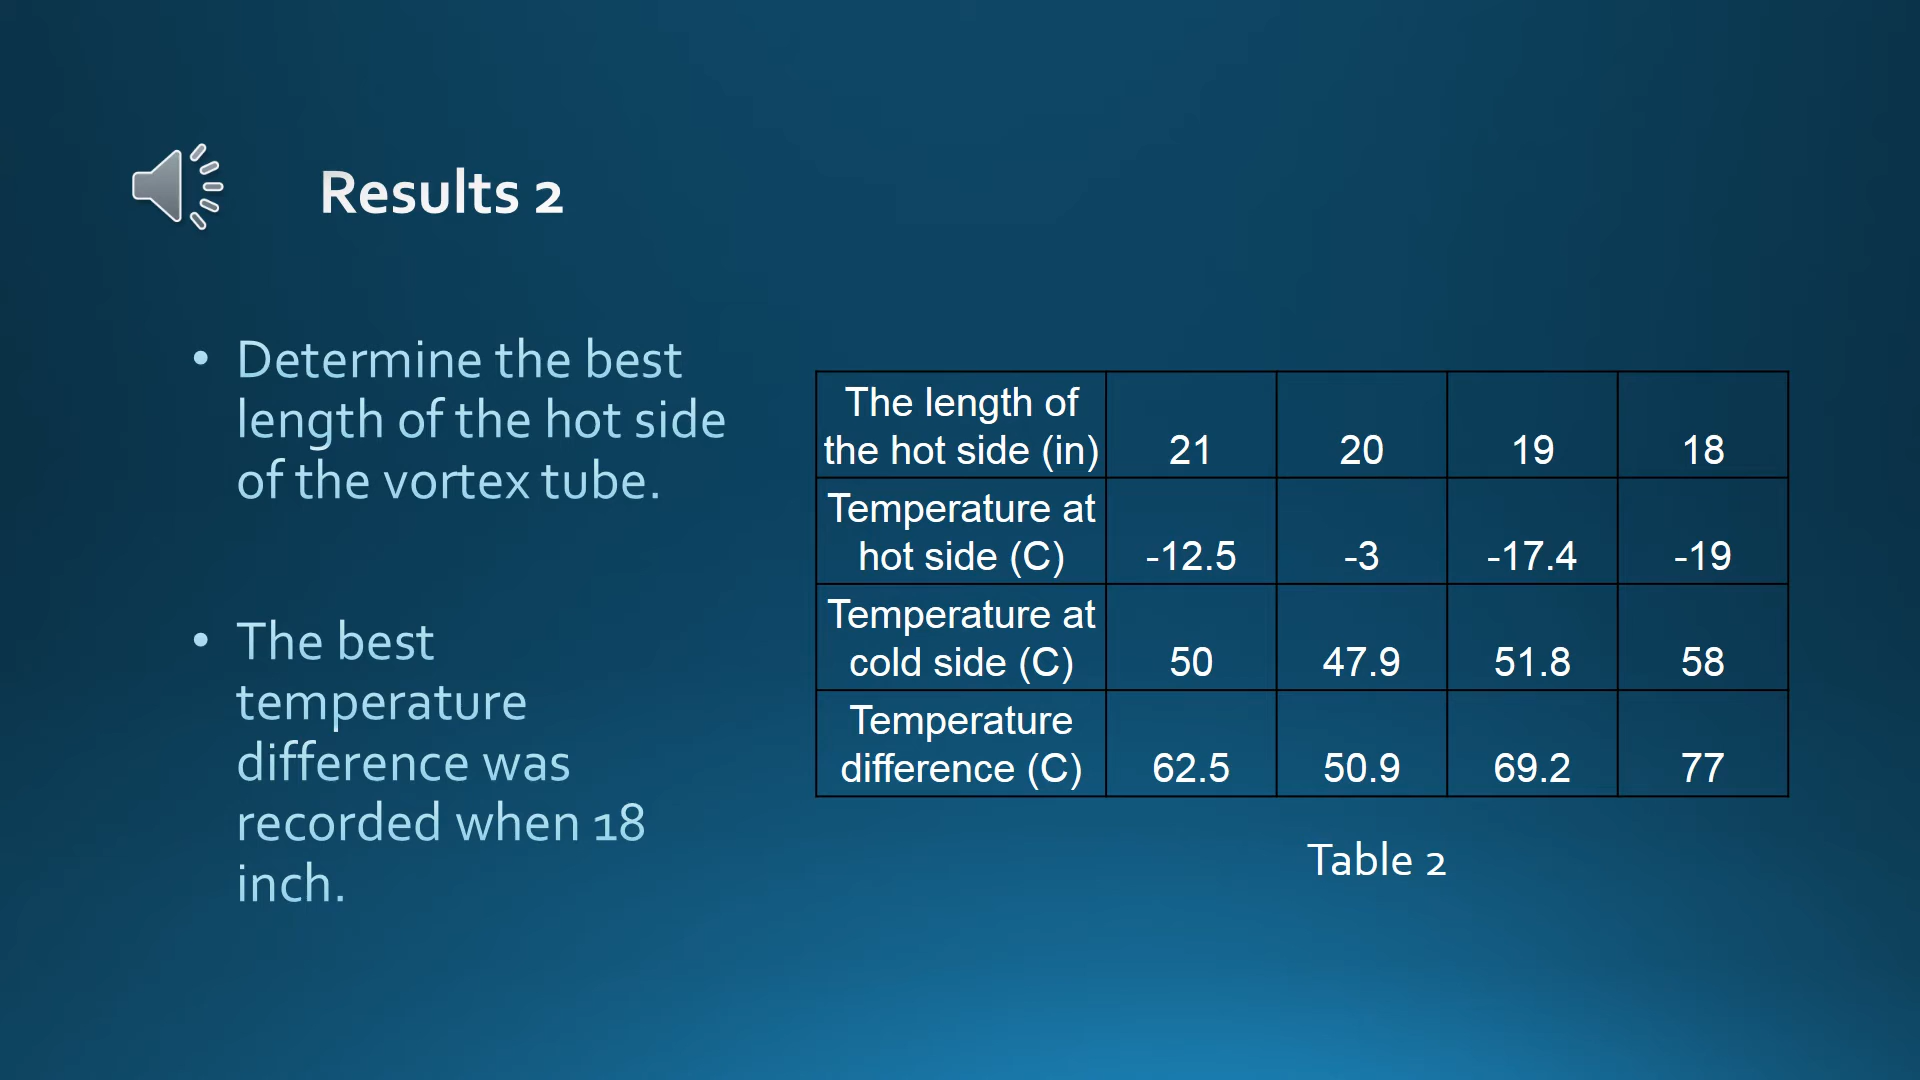 Results 2
• Determine the best
length of the hot side
of the vortex tube.
• The best
temperature
difference was
recorded when 18
inch.
The length of
the hot side (in) 21 20 19 18
Temperature at
hot side (C) -12.5 -3 -17.4 -19
Temperature at
cold side (C) 50 47.9 51.8 58
Temperature
difference (C) 62.5 50.9 69.2 77
Table 2